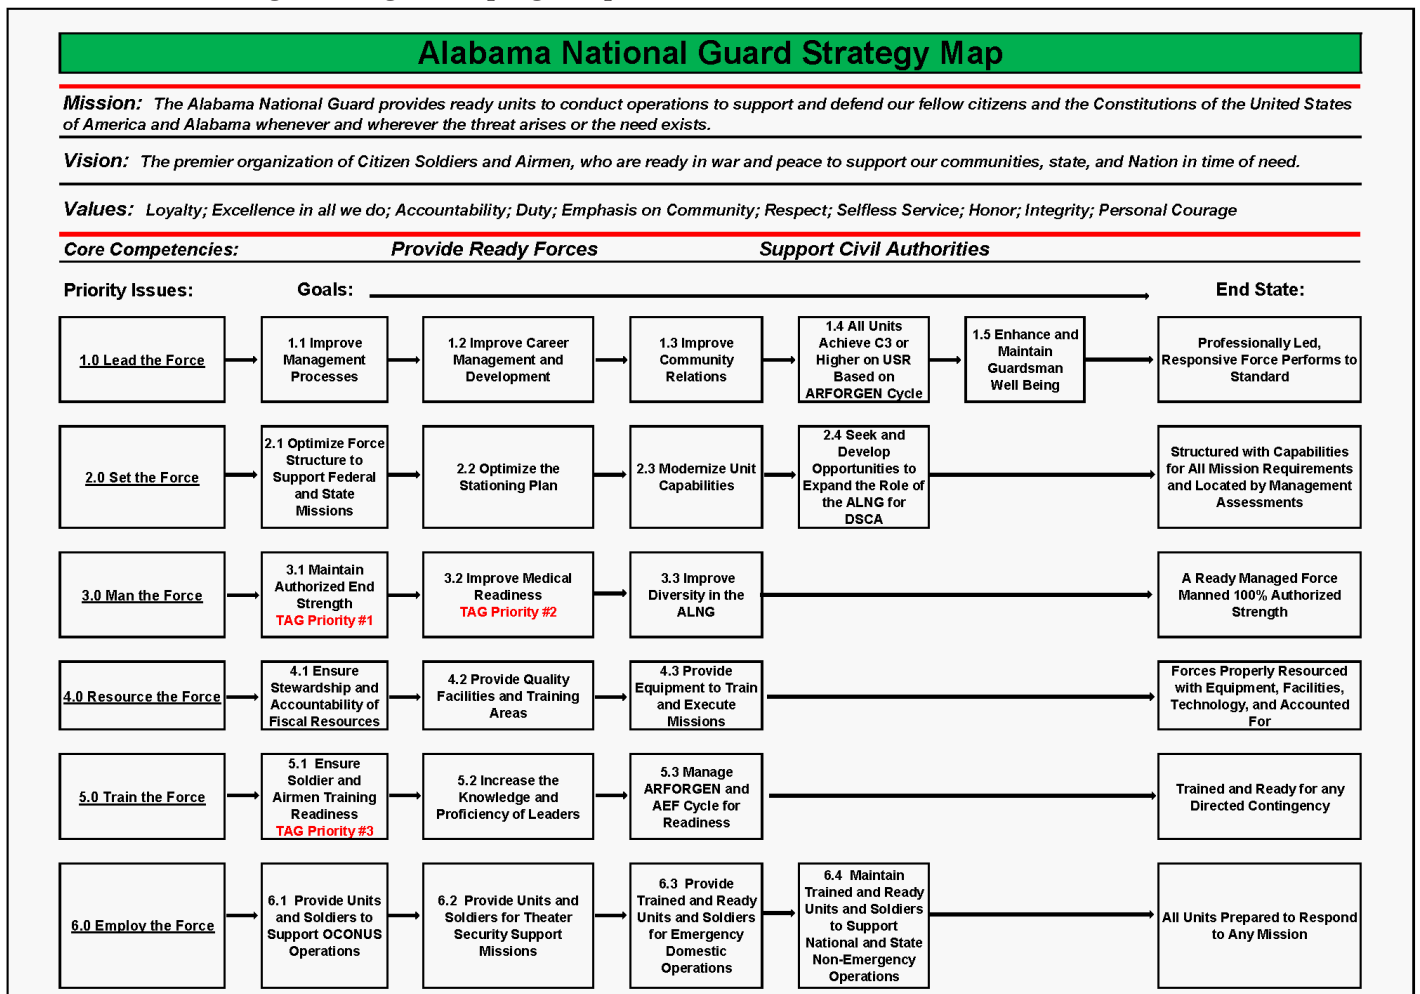 Alabama National Guard Strategy Map
Mission: The Alabama National Guard provides ready units to conduct operations to support and defend our fellow citizens and the Constitutions of the United States
of America and Alabama whenever and wherever the threat arises or the need exists.
Vision: The premier organization of Citizen Soldiers and Airmen, who are ready in war and peace to support our communities, state, and Nation in time of need.
Values: Loyalty; Excellence in all we do; Accountability; Duty; Emphasis on Community; Respect; Selfless Service; Honor; Integrity; Personal Courage
Core Competencies: Provide Ready Forces Support Civil Authorities
Priority Issues: Goals: End State:
1.0 Lead the Force
1.1 Improve
Management
Processes
1.2 Improve Career
Management and
Development
1.3 Improve
Community
Relations
1.4 All Units
Achieve C3 or
Higher on USR
Based on
ARFORGEN Cycle
1.5 Enhance and
Maintain
Guardsman
Well Being
Professionally Led,
Responsive Force Performs to
Standard
2.0 Set the Force
2.1 Optimize Force
Structure to
Support Federal
and State
Missions
2.2 Optimize the
Stationing Plan
2.3 Modernize Unit
Capabilities
2.4 Seek and
Develop
Opportunities to
Expand the Role of
the ALNG for
DSCA
Structured with Capabilities
for All Mission Requirements
and Located by Management
Assessments
3.0 Man the Force
3.1 Maintain
Authorized End
Strength
TAG Priority #1
3.2 Improve Medical
Readiness
TAG Priority #2
3.3 Improve
Diversity in the
ALNG
A Ready Managed Force
Manned 100% Authorized
Strength
4.0 Resource the Force
4.1 Ensure
Stewardship and
Accountability of
Fiscal Resources
4.2 Provide Quality
Facilities and Training
Areas
4.3 Provide
Equipment to Train
and Execute
Missions
Forces Properly Resourced
with Equipment, Facilities,
Technology, and Accounted
For
5.0 Train the Force
5.1 Ensure
Soldier and
Airmen Training
Readiness
TAG Priority #3
5.2 Increase the
Knowledge and
Proficiency of Leaders
5.3 Manage
ARFORGEN and
AEF Cycle for
Readiness
Trained and Ready for any
Directed Contingency
6.0 Employ the Force
6.1 Provide Units
and Soldiers to
Support OCONUS
Operations
6.2 Provide Units and
Soldiers for Theater
Security Support
Missions
6.3 Provide
Trained and Ready
Units and Soldiers
for Emergency
Domestic
Operations
6.4 Maintain
Trained and Ready
Units and Soldiers
to Support
National and State
Non-Emergency
Operations
All Units Prepared to Respond
to Any Mission